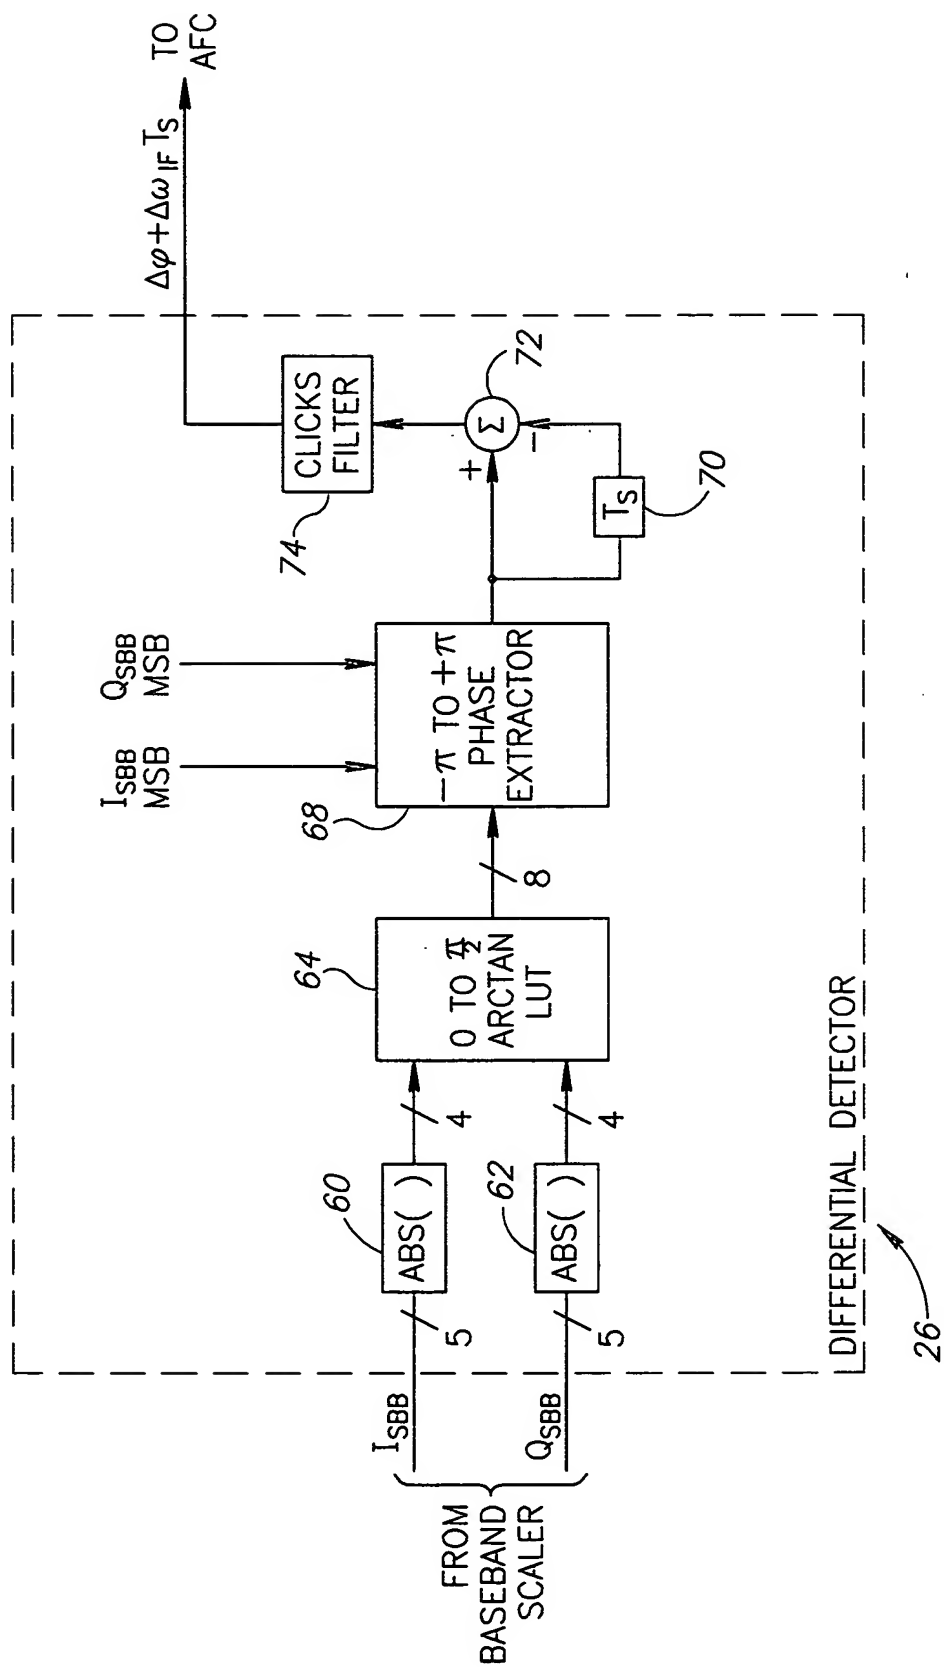 FROM
BASEBAND
SCALER
I_SBB
Q_SBB
5
5
60
ABS( )
62
ABS( )
4
4
64
0 TO π/2
ARCTAN
LUT
8
68
I_SBB
MSB
Q_SBB
MSB
−π TO +π
PHASE
EXTRACTOR
T_S
70
+
−
Σ
72
74
CLICKS
FILTER
Δφ+Δω_IF T_S
TO
AFC
DIFFERENTIAL DETECTOR
26